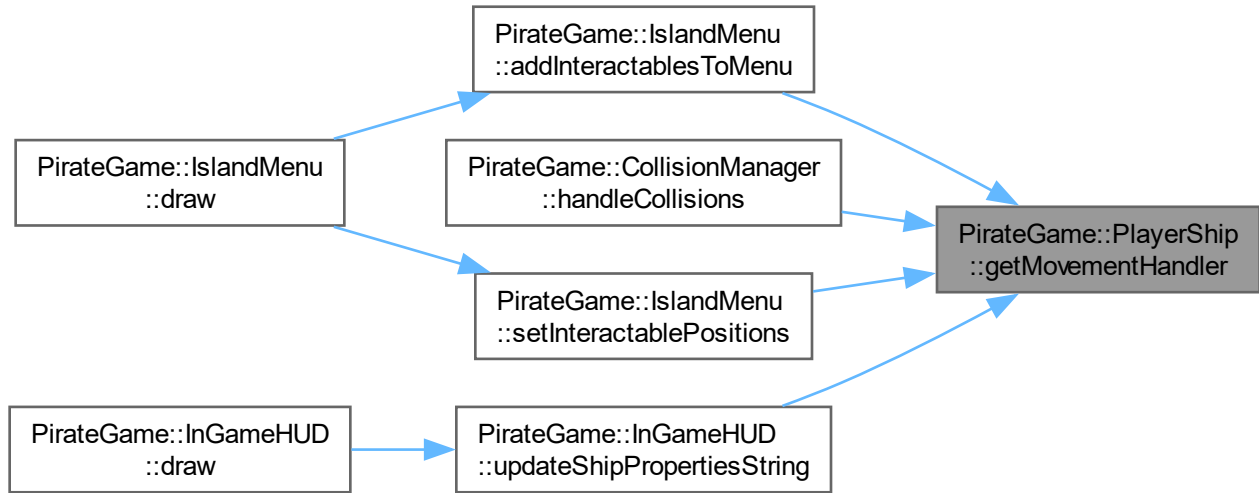 PirateGame::IslandMenu
::addInteractablesToMenu
PirateGame::IslandMenu
::draw
PirateGame::CollisionManager
::handleCollisions
PirateGame::PlayerShip
::getMovementHandler
PirateGame::IslandMenu
::setInteractablePositions
PirateGame::InGameHUD
::draw
PirateGame::InGameHUD
::updateShipPropertiesString